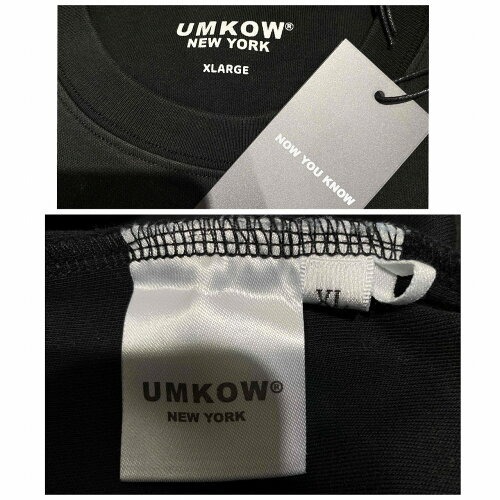 UMKOW®
NEW YORK
XLARGE
NOW YOU KNOW
XL
UMKOW®
NEW YORK